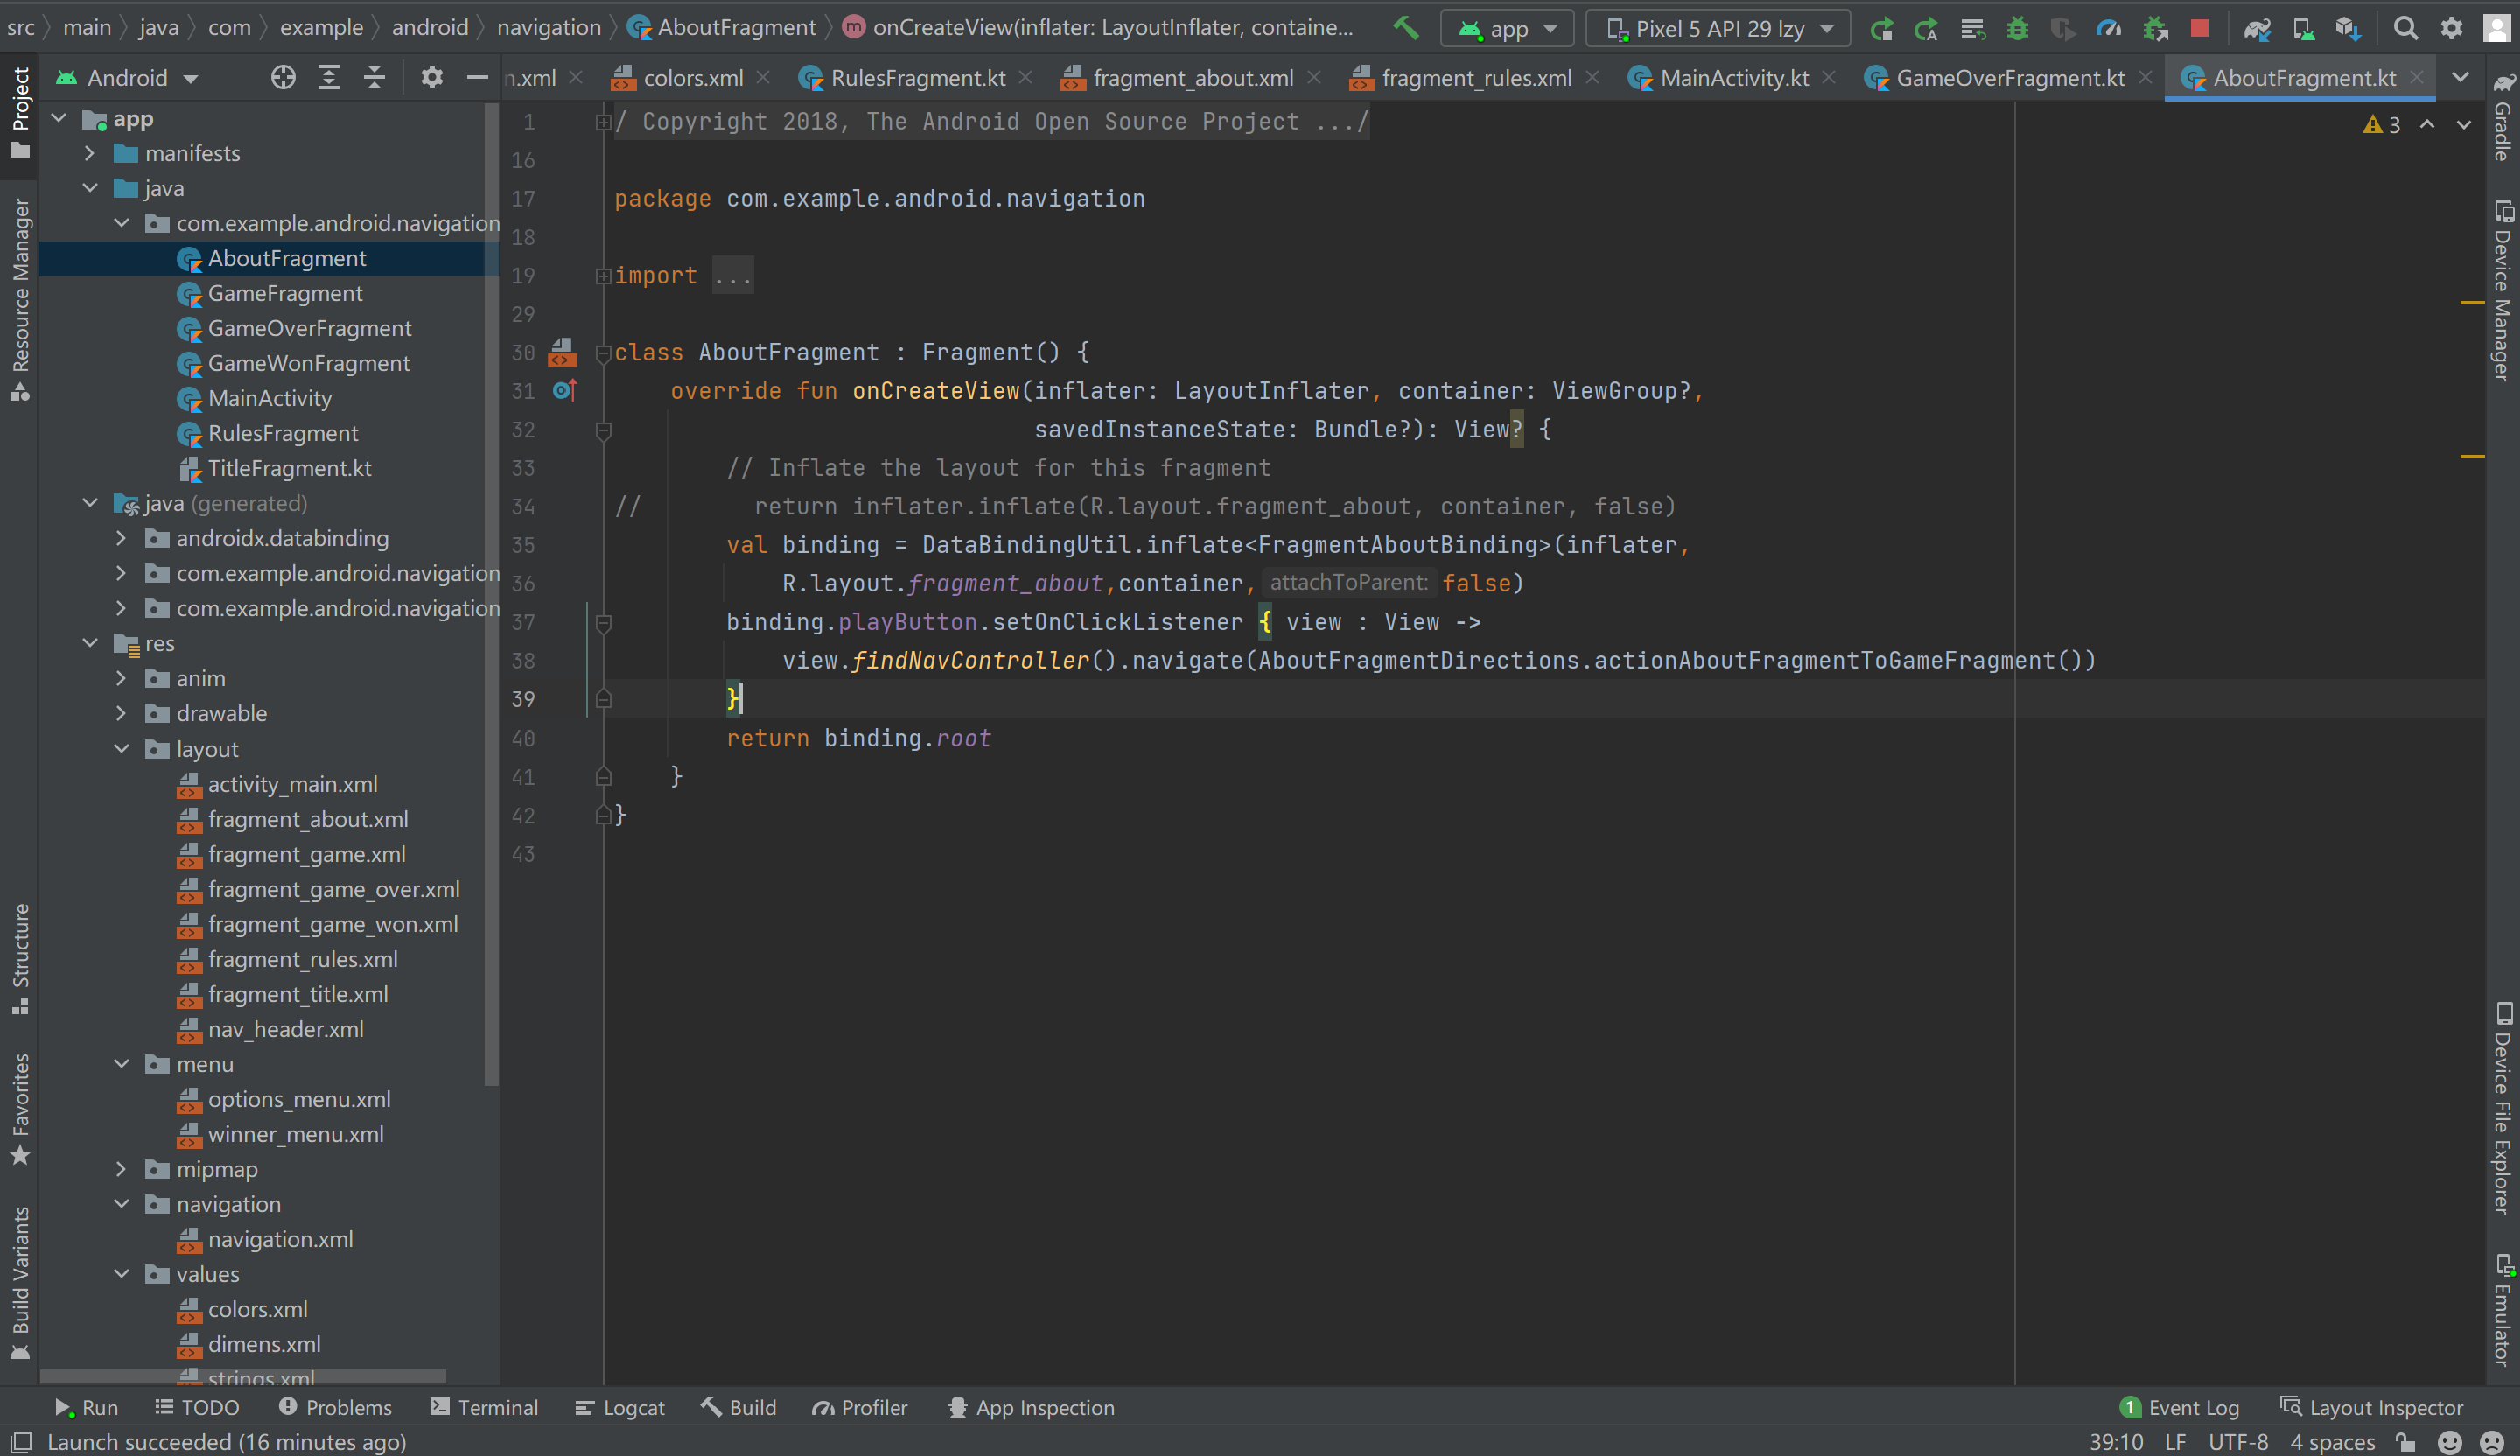 src main java com example android navigation AboutFragment onCreateView(inflater: LayoutInflater, containe... app Pixel 5 API 29 lzy
Android
n.xml colors.xml RulesFragment.kt fragment_about.xml fragment_rules.xml MainActivity.kt GameOverFragment.kt AboutFragment.kt
Project
Resource Manager
Structure
Favorites
Build Variants
app
manifests
java
com.example.android.navigation
AboutFragment
GameFragment
GameOverFragment
GameWonFragment
MainActivity
RulesFragment
TitleFragment.kt
java (generated)
androidx.databinding
com.example.android.navigation
com.example.android.navigation
res
anim
drawable
layout
activity_main.xml
fragment_about.xml
fragment_game.xml
fragment_game_over.xml
fragment_game_won.xml
fragment_rules.xml
fragment_title.xml
nav_header.xml
menu
options_menu.xml
winner_menu.xml
mipmap
navigation
navigation.xml
values
colors.xml
dimens.xml
strings.xml
1 / Copyright 2018, The Android Open Source Project .../
3
16
17 package com.example.android.navigation
18
19 import ...
29
30 class AboutFragment : Fragment() {
31 override fun onCreateView(inflater: LayoutInflater, container: ViewGroup?,
32 savedInstanceState: Bundle?): View? {
33 // Inflate the layout for this fragment
34 // return inflater.inflate(R.layout.fragment_about, container, false)
35 val binding = DataBindingUtil.inflate<FragmentAboutBinding>(inflater,
36 R.layout.fragment_about,container, attachToParent: false)
37 binding.playButton.setOnClickListener { view : View ->
38 view.findNavController().navigate(AboutFragmentDirections.actionAboutFragmentToGameFragment())
39 }
40 return binding.root
41 }
42 }
43
Gradle
Device Manager
Device File Explorer
Emulator
Run TODO Problems Terminal Logcat Build Profiler App Inspection 1 Event Log Layout Inspector
Launch succeeded (16 minutes ago) 39:10 LF UTF-8 4 spaces